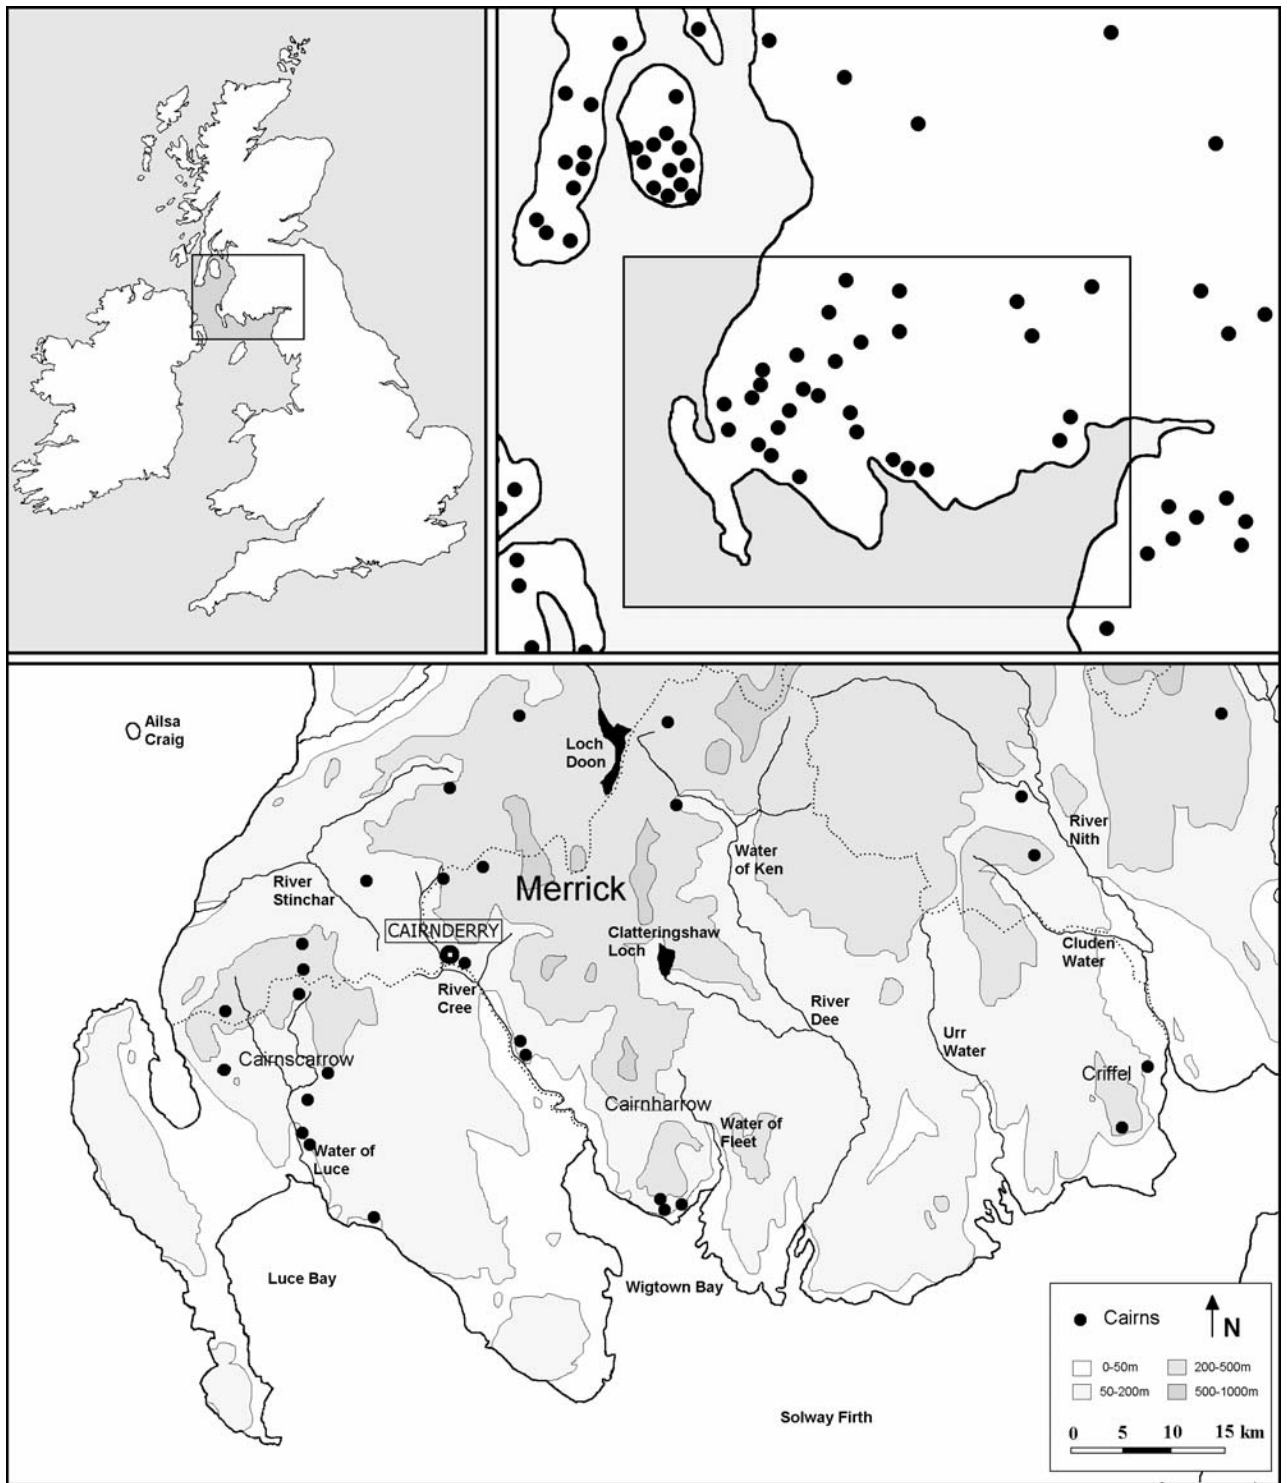 Ailsa
Craig
Loch
Doon
River
Nith
Water
of Ken
River
Stinchar
Merrick
CAIRNDERRY
Clatteringshaw
Loch
Cluden
Water
River
Cree
River
Dee
Urr
Water
Cairnscarrow
Criffel
Cairnharrow
Water of
Fleet
Water of
Luce
Luce Bay
Wigtown Bay
Solway Firth
Cairns
N
0-50m
200-500m
50-200m
500-1000m
0 5 10 15 km